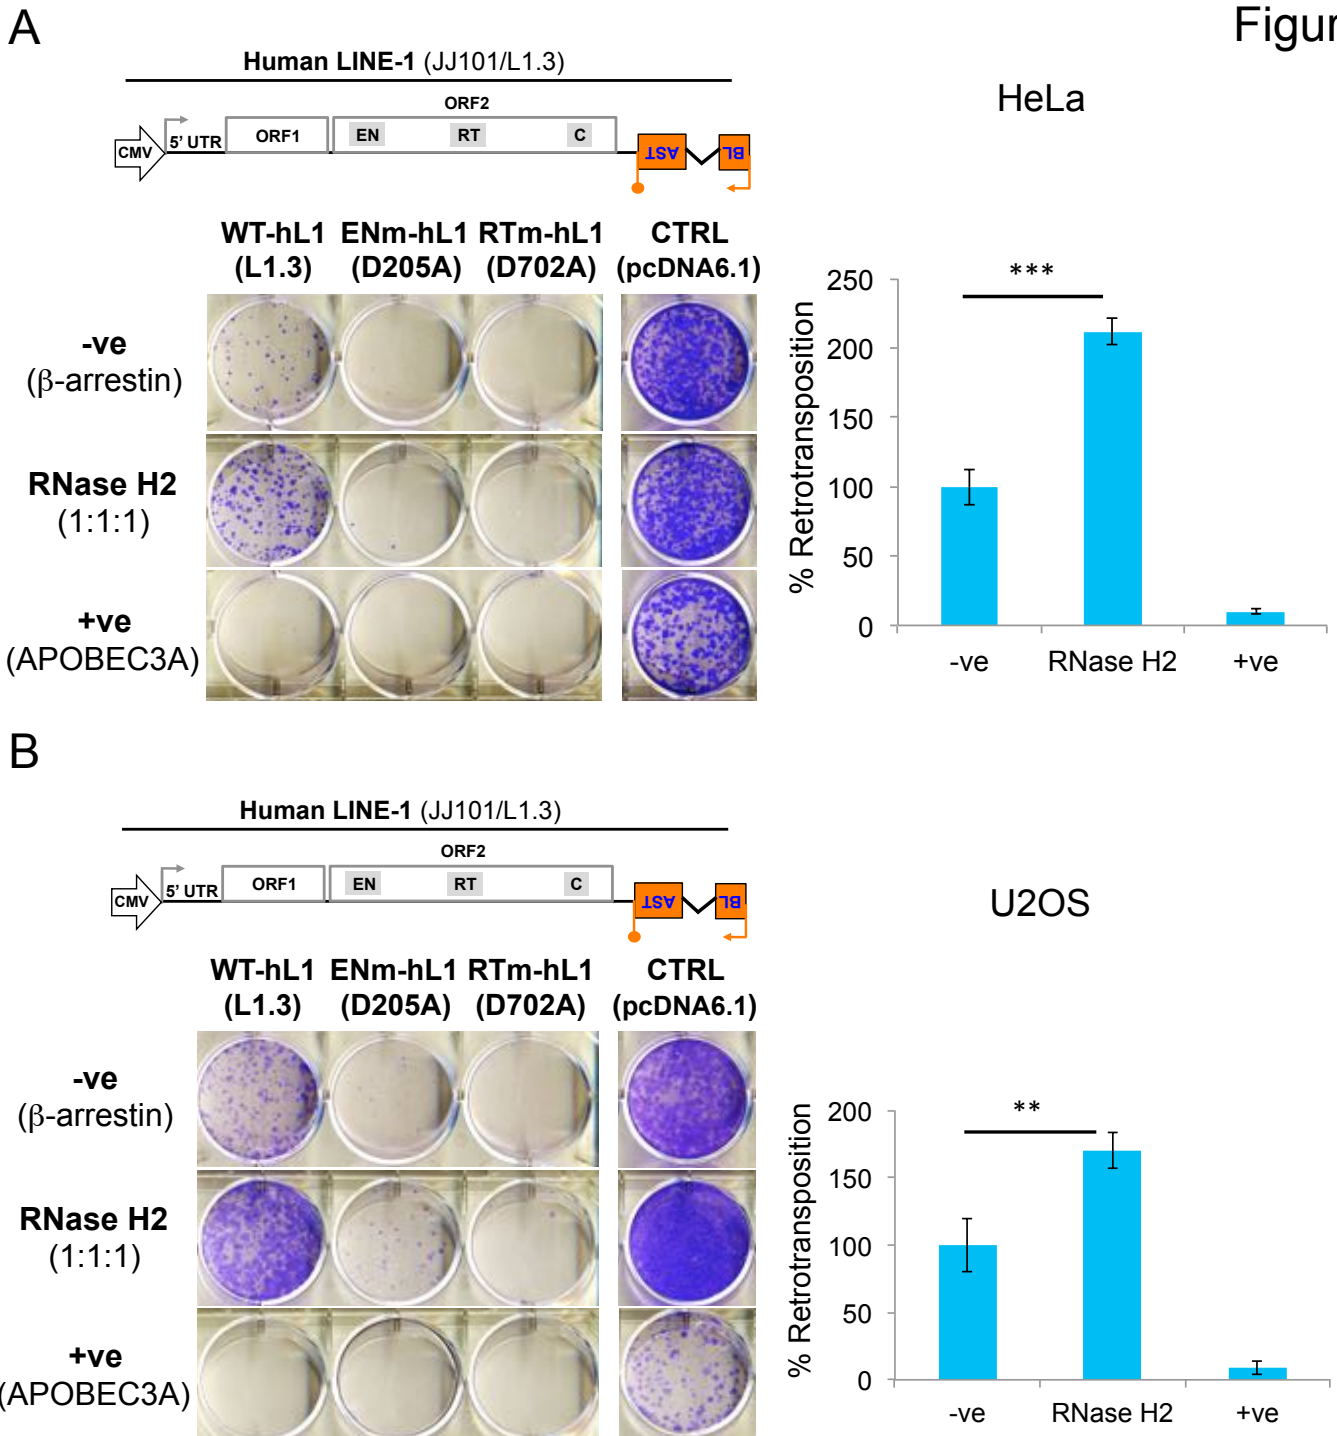 A
Figur
Human LINE-1 (JJ101/L1.3)
HeLa
ORF2
CMV
5' UTR
ORF1
EN
RT
C
AST
BL
WT-hL1 ENm-hL1 RTm-hL1 CTRL
(L1.3) (D205A) (D702A) (pcDNA6.1)
-ve
(β-arrestin)
RNase H2
(1:1:1)
+ve
(APOBEC3A)
% Retrotransposition
250
200
150
100
50
0
***
-ve RNase H2 +ve
B
Human LINE-1 (JJ101/L1.3)
U2OS
ORF2
CMV
5' UTR
ORF1
EN
RT
C
AST
BL
WT-hL1 ENm-hL1 RTm-hL1 CTRL
(L1.3) (D205A) (D702A) (pcDNA6.1)
-ve
(β-arrestin)
RNase H2
(1:1:1)
+ve
(APOBEC3A)
% Retrotransposition
200
150
100
50
0
**
-ve RNase H2 +ve